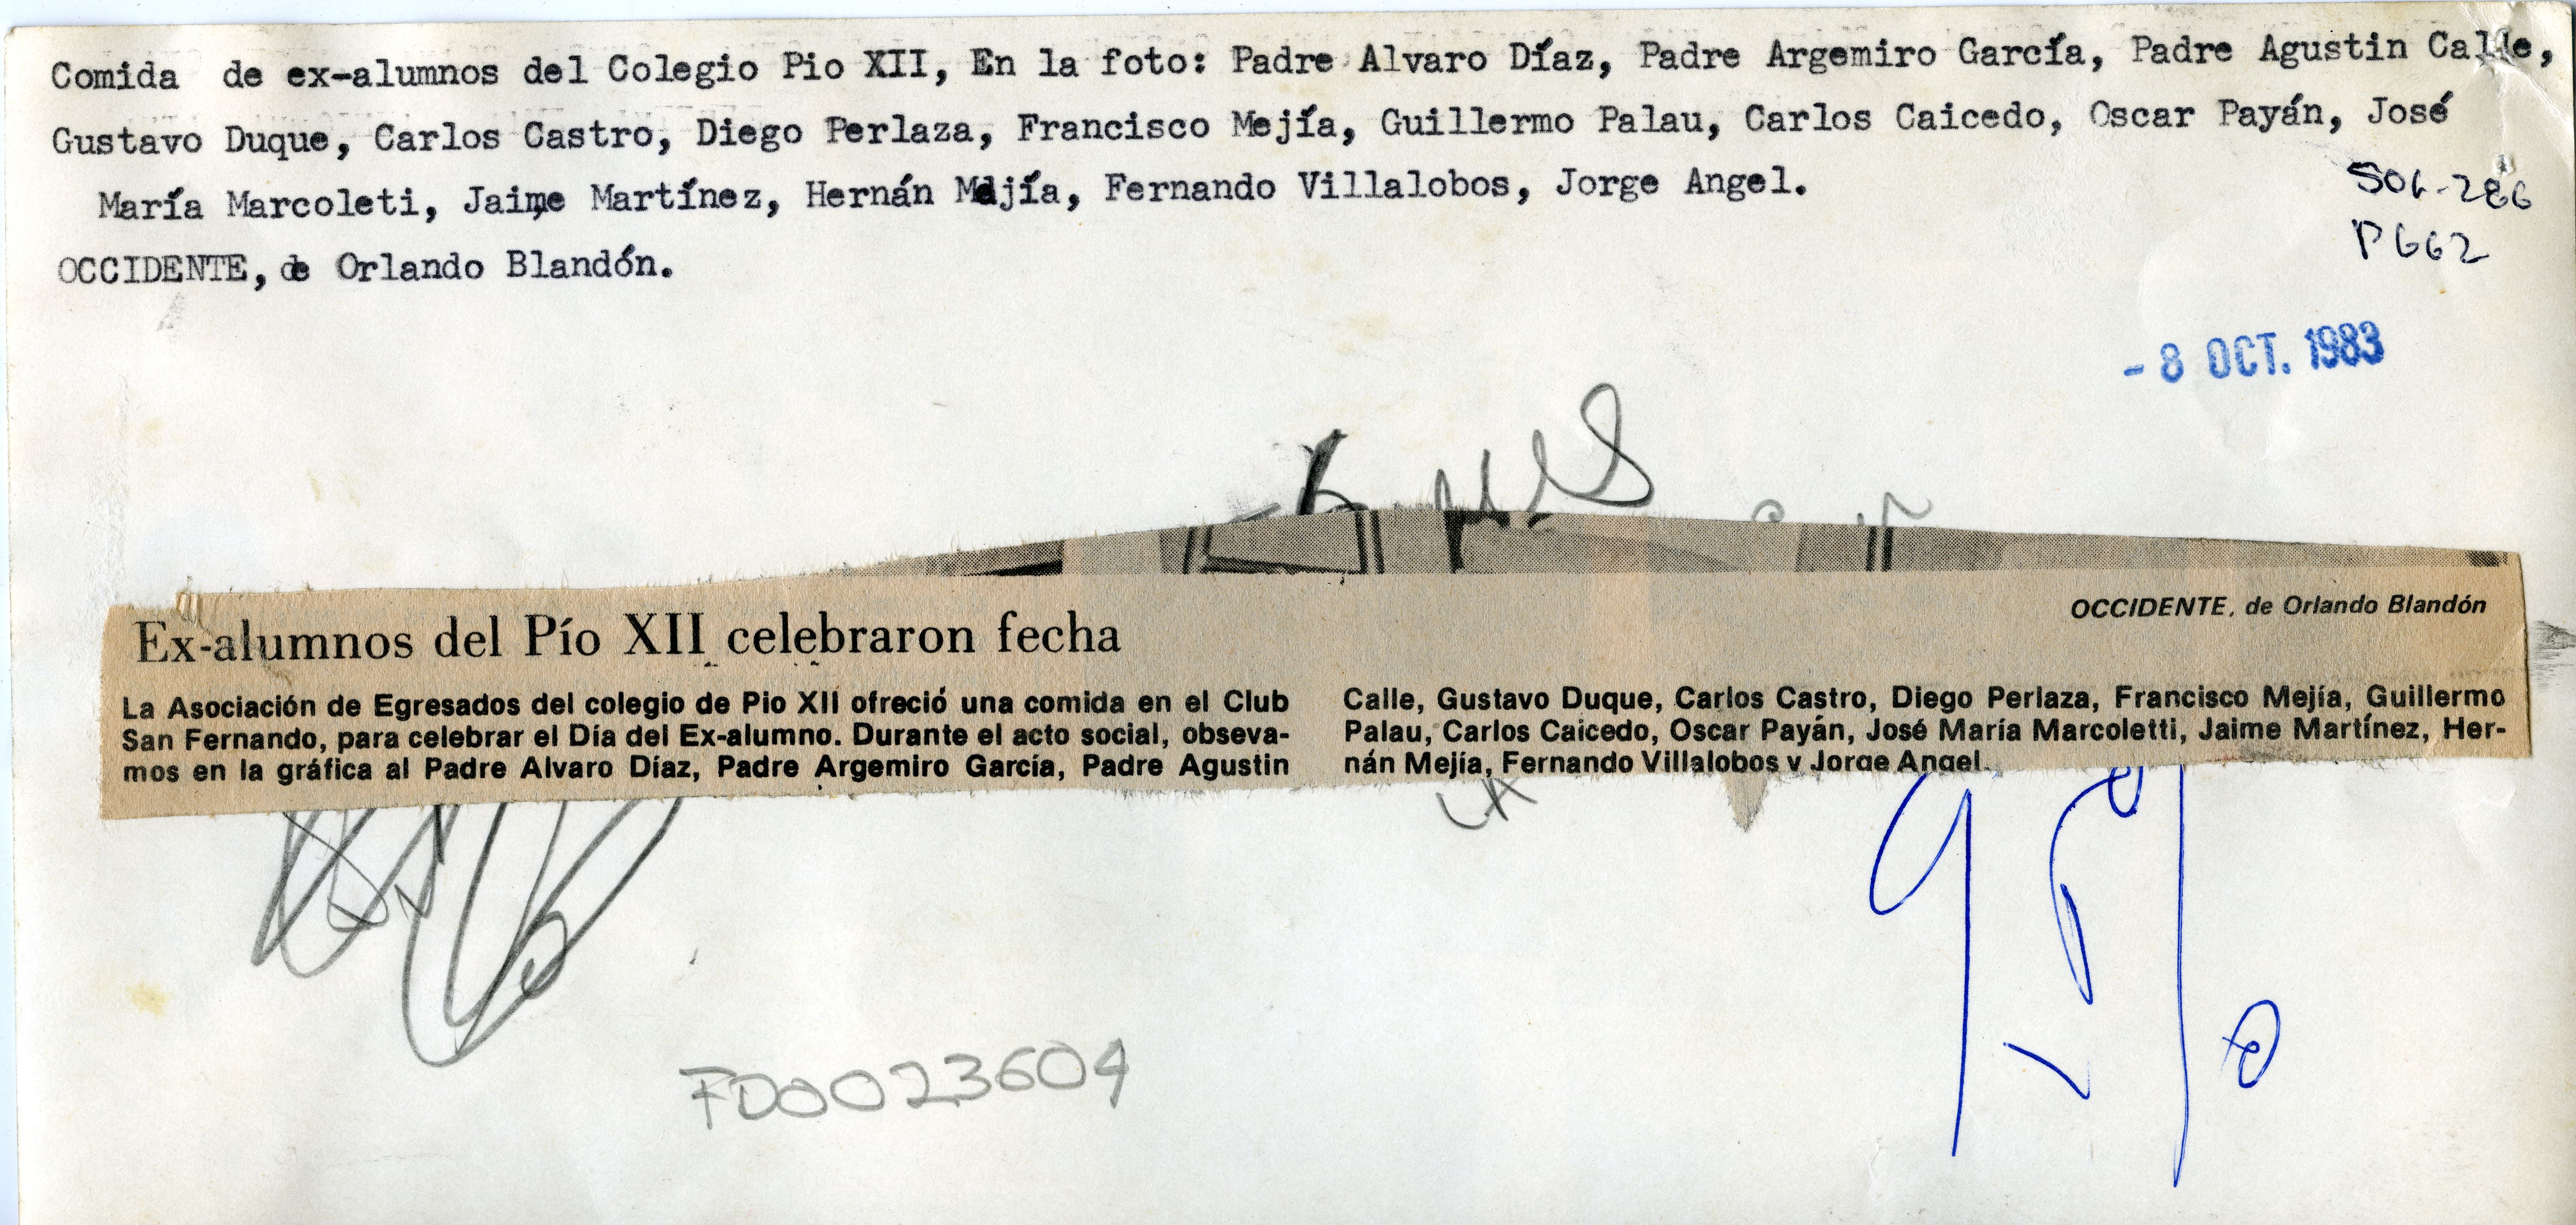 Comida de ex-alumnos del Colegio Pio XII, En la foto: Padre Alvaro Díaz, Padre Argemiro García, Padre Agustin Calle,
Gustavo Duque, Carlos Castro, Diego Perlaza, Francisco Mejía, Guillermo Palau, Carlos Caicedo, Oscar Payán, José
María Marcoleti, Jaime Martínez, Hernán Mejía, Fernando Villalobos, Jorge Angel.
OCCIDENTE, de Orlando Blandón.
P662
- 8 OCT. 1983
OCCIDENTE, de Orlando Blandón
Ex-alumnos del Pío XII celebraron fecha
La Asociación de Egresados del colegio de Pio XII ofreció una comida en el Club
San Fernando, para celebrar el Día del Ex-alumno. Durante el acto social, obseva-
mos en la gráfica al Padre Alvaro Díaz, Padre Argemiro García, Padre Agustin
Calle, Gustavo Duque, Carlos Castro, Diego Perlaza, Francisco Mejía, Guillermo
Palau, Carlos Caicedo, Oscar Payán, José María Marcoletti, Jaime Martínez, Her-
nán Mejía, Fernando Villalobos y Jorge Angel.
FD0023604